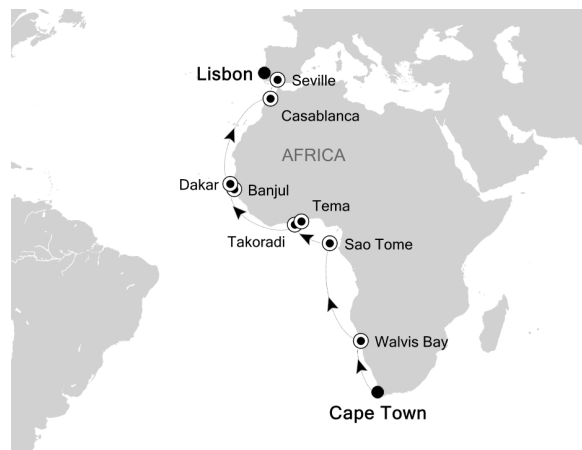 Lisbon
Seville
Casablanca
AFRICA
Dakar
Banjul
Tema
Takoradi
Sao Tome
Walvis Bay
Cape Town